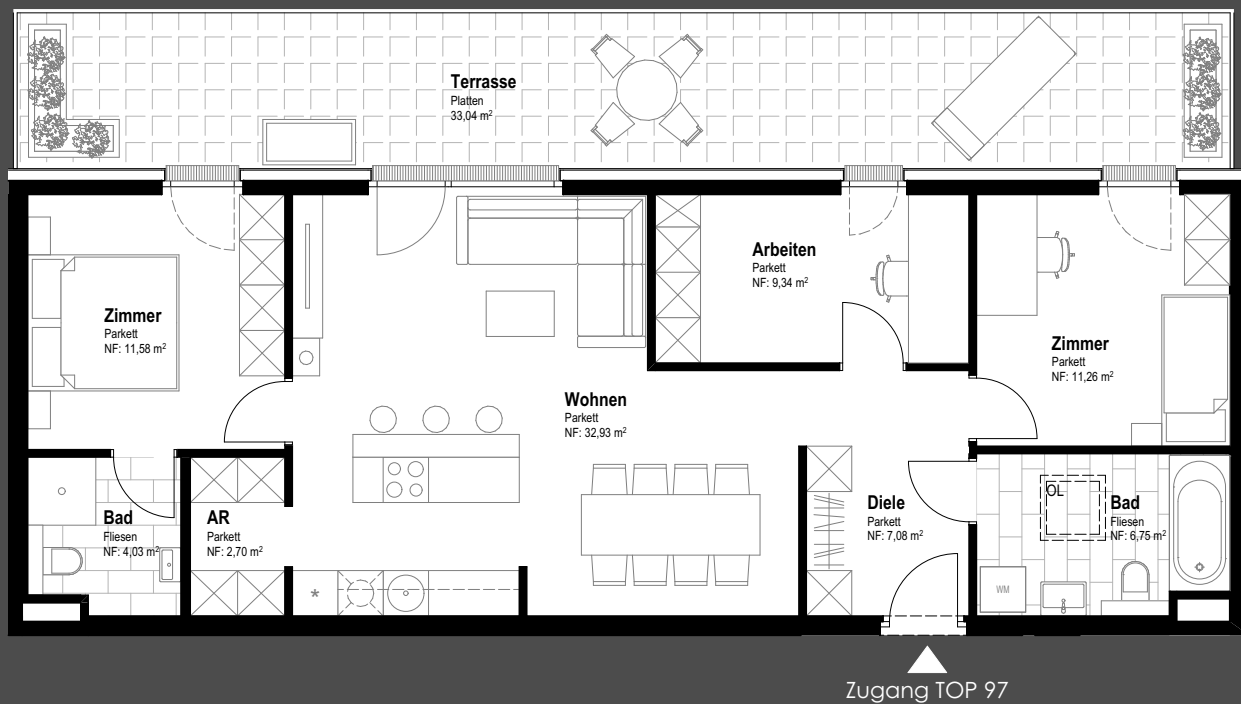 Terrasse
Platten
33,04 m²
Arbeiten
Parkett
NF: 9,34 m²
Zimmer
Parkett
NF: 11,58 m²
Zimmer
Parkett
NF: 11,26 m²
Wohnen
Parkett
NF: 32,93 m²
Bad
Fliesen
NF: 4,03 m²
AR
Parkett
NF: 2,70 m²
Diele
Parkett
NF: 7,08 m²
OL
Bad
Fliesen
NF: 6,75 m²
*
WM
Zugang TOP 97